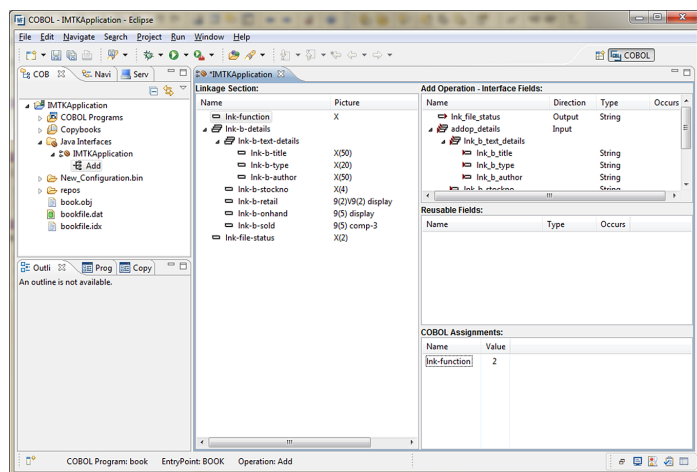 COBOL - IMTKApplication - Eclipse
File Edit Navigate Search Project Run Window Help
COBOL
COB Navi Serv
IMTKApplication
COBOL Programs
Copybooks
Java Interfaces
IMTKApplication
Add
New_Configuration.bin
repos
book.obj
bookfile.dat
bookfile.idx
Outli Prog Copy
An outline is not available.
*IMTKApplication
Linkage Section:
Name Picture
lnk-function X
lnk-b-details
lnk-b-text-details
lnk-b-title X(50)
lnk-b-type X(20)
lnk-b-author X(50)
lnk-b-stockno X(4)
lnk-b-retail 9(2)V9(2) display
lnk-b-onhand 9(5) display
lnk-b-sold 9(5) comp-3
lnk-file-status X(2)
Add Operation - Interface Fields:
Name Direction Type Occurs
lnk_file_status Output String
addop_details Input
lnk_b_text_details
lnk_b_title String
lnk_b_type String
lnk_b_author String
lnk_b_stockno String
Reusable Fields:
Name Type Occurs
COBOL Assignments:
Name Value
lnk-function 2
COBOL Program: book EntryPoint: BOOK Operation: Add